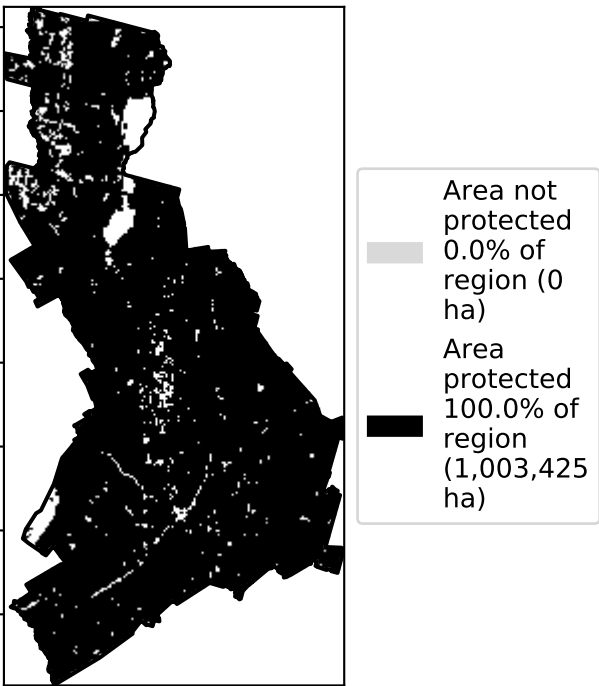 Area not
protected
0.0% of
region (0
ha)
Area
protected
100.0% of
region
(1,003,425
ha)